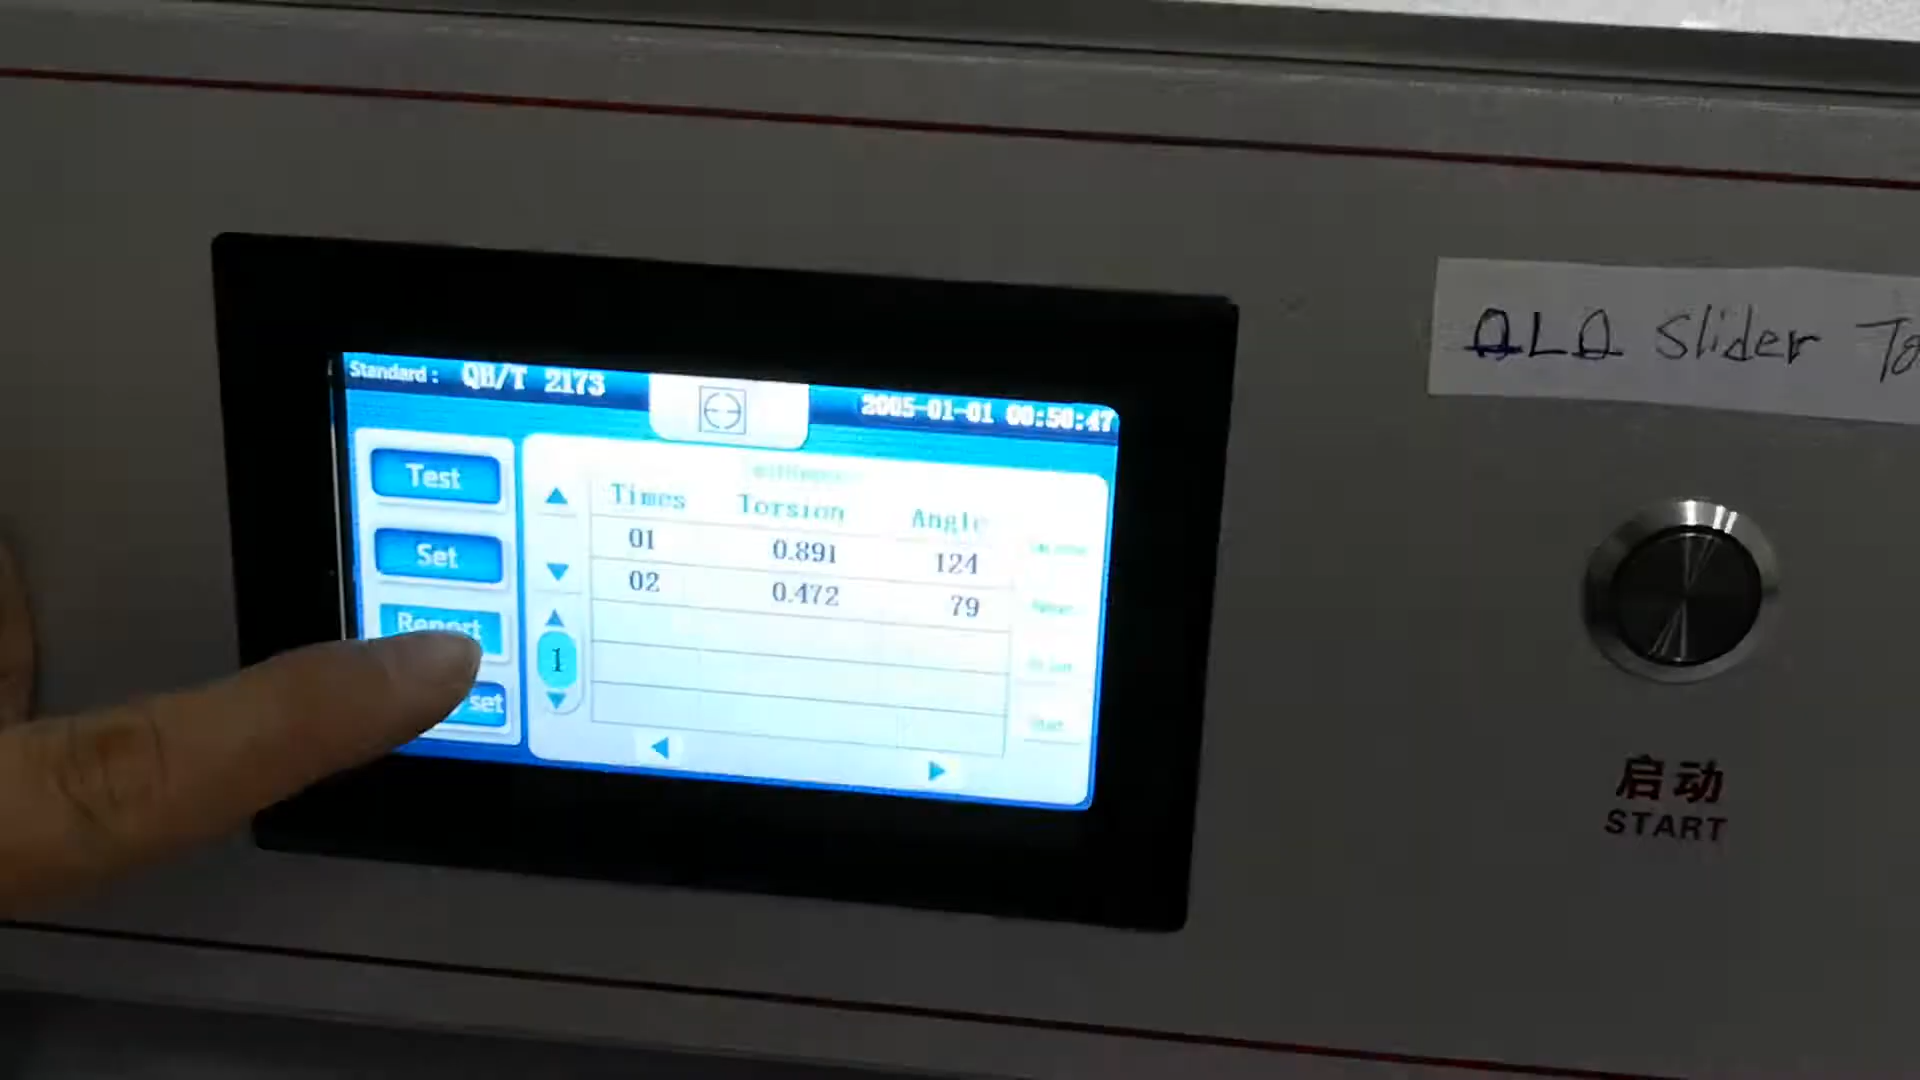 Standard: QB/T 2173
2005-01-01 00:50:47
Test
Set
Report
set
1
Times Torsion Angle
01 0.891 124
02 0.472 79
QLQ Slider
启动
START